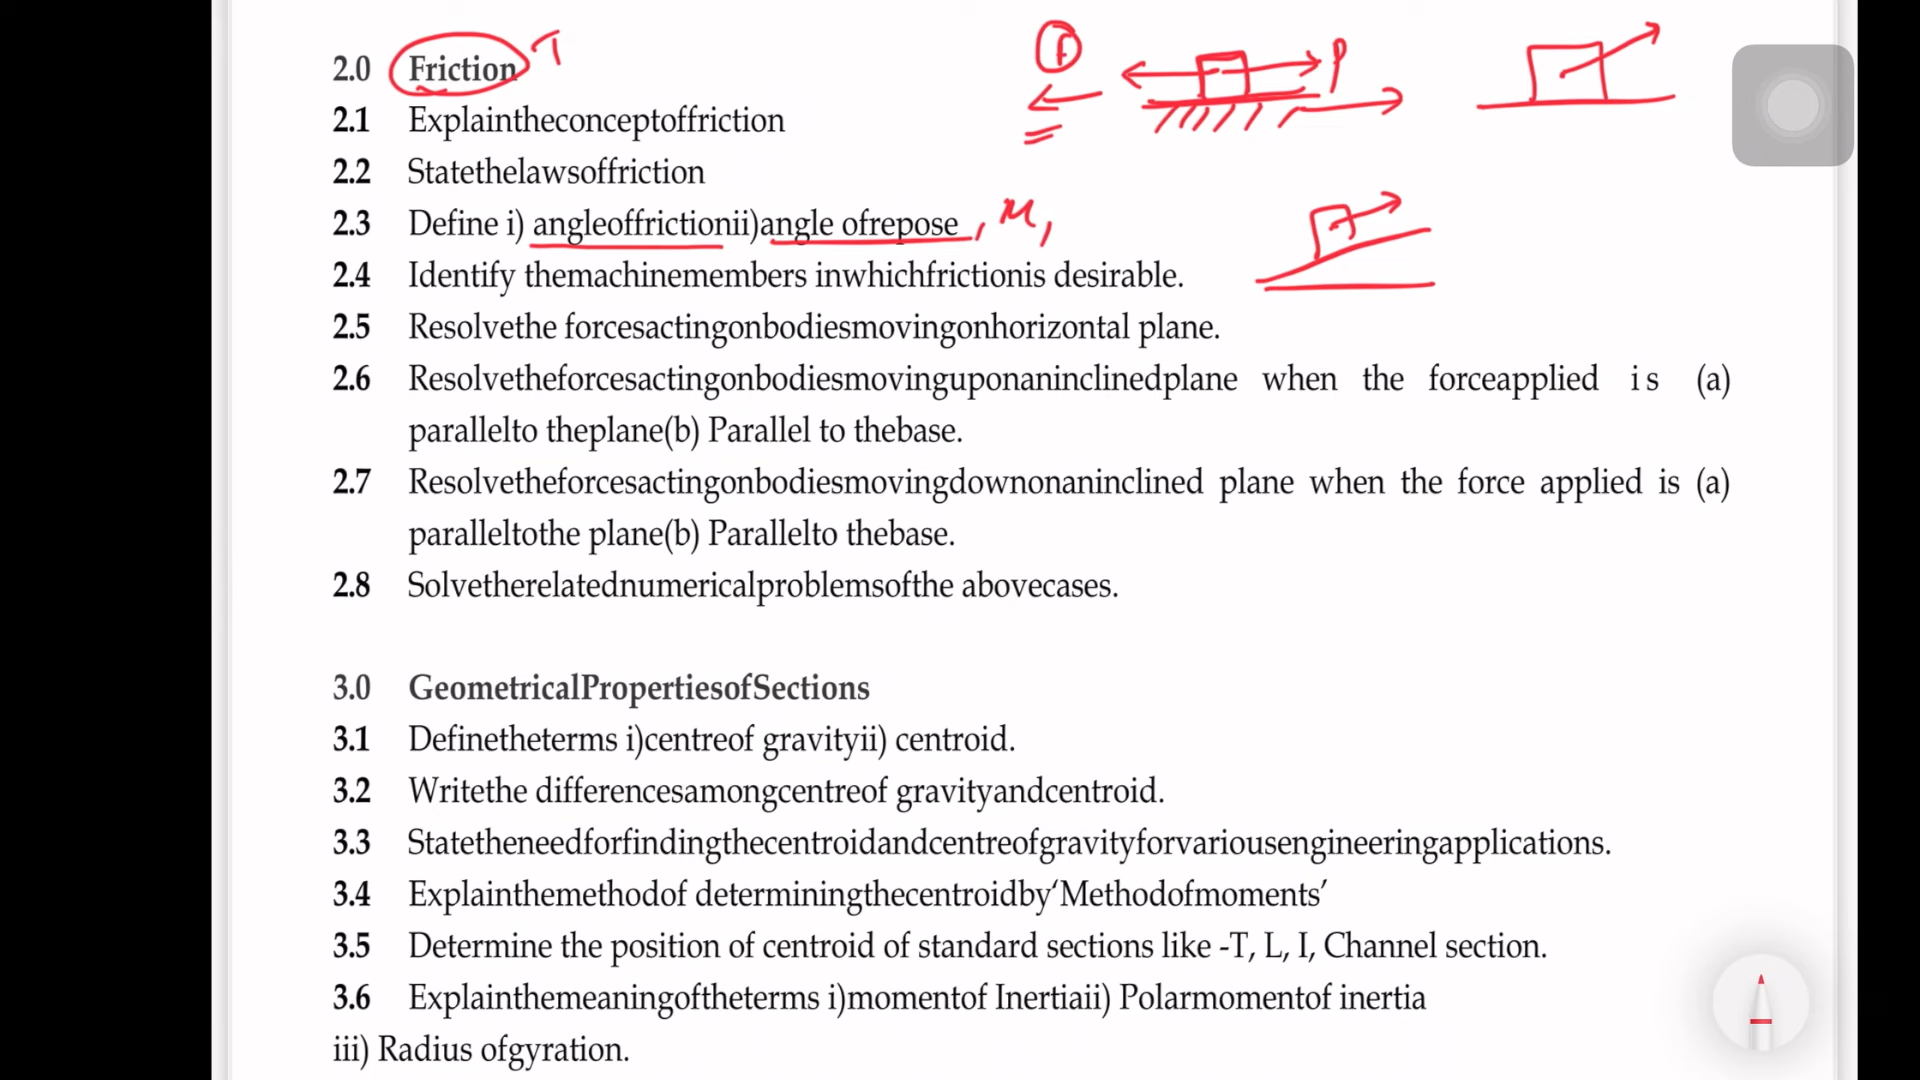 2.0 Friction T
F
P
2.1 Explaintheconceptoffriction
2.2 Statethelawsoffriction
2.3 Define i) angleoffrictionii)angle ofrepose , M,
2.4 Identify themachinemembers inwhichfrictionis desirable.
2.5 Resolvethe forcesactingonbodiesmovingonhorizontal plane.
2.6 Resolvetheforcesactingonbodiesmovinguponaninclinedplane when the forceapplied is (a)
parallelto theplane(b) Parallel to thebase.
2.7 Resolvetheforcesactingonbodiesmovingdownonaninclined plane when the force applied is (a)
paralleltothe plane(b) Parallelto thebase.
2.8 Solvetherelatednumericalproblemsofthe abovecases.
3.0 GeometricalPropertiesofSections
3.1 Definetheterms i)centreof gravityii) centroid.
3.2 Writethe differencesamongcentreof gravityandcentroid.
3.3 Statetheneedforfindingthecentroidandcentreofgravityforvariousengineeringapplications.
3.4 Explainthemethodof determiningthecentroidby‘Methodofmoments’
3.5 Determine the position of centroid of standard sections like -T, L, I, Channel section.
3.6 Explainthemeaningoftheterms i)momentof Inertiaii) Polarmomentof inertia
iii) Radius ofgyration.